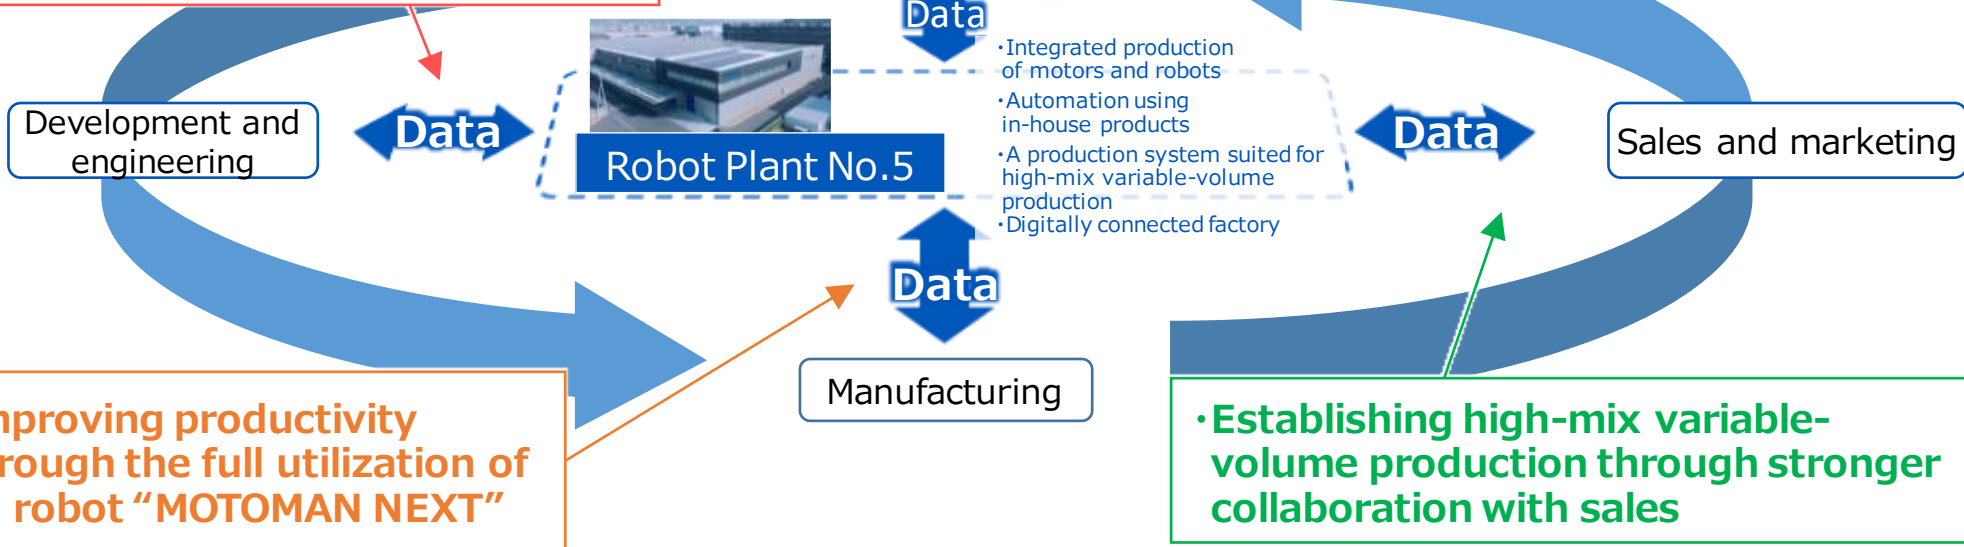 Data
・Integrated production
of motors and robots
・Automation using
in-house products
・A production system suited for
high-mix variable-volume
production
・Digitally connected factory
Development and
engineering
Data
Robot Plant No.5
Data
Sales and marketing
Data
Manufacturing
mproving productivity
rough the full utilization of
robot “MOTOMAN NEXT”
・Establishing high-mix variable-
volume production through stronger
collaboration with sales